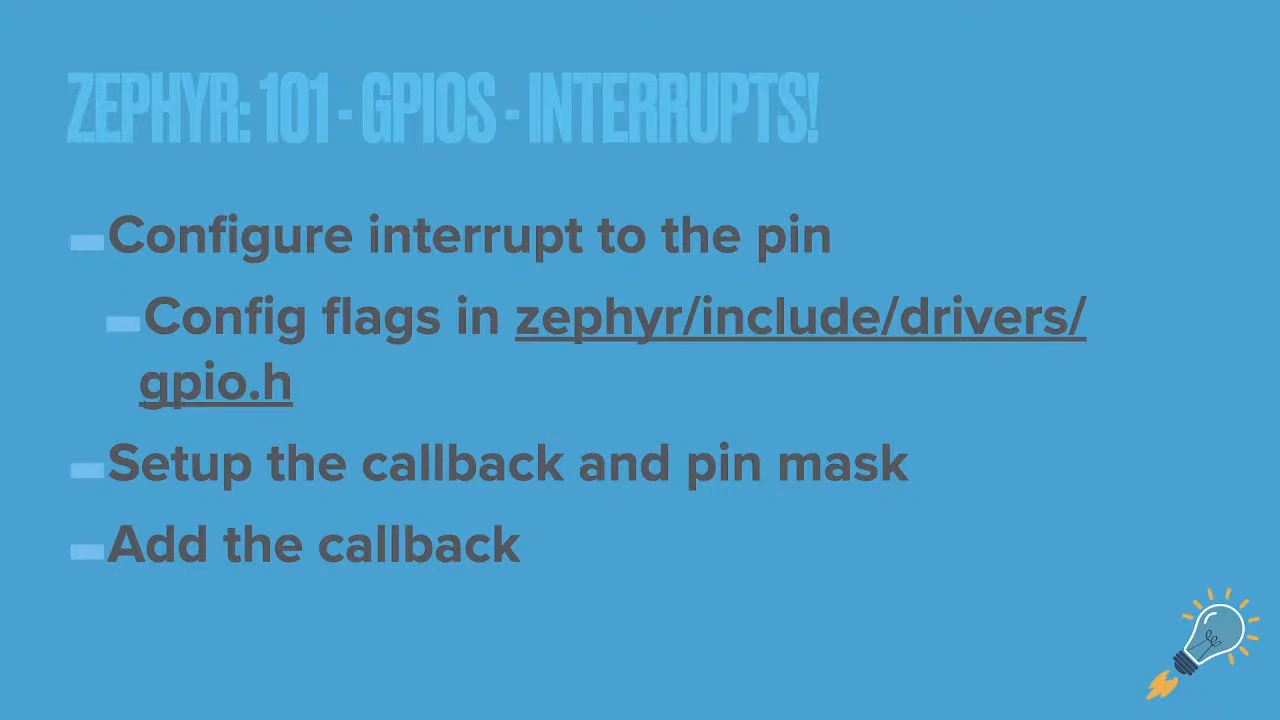 ZEPHYR: 101 - GPIOS - INTERRUPTS!
Configure interrupt to the pin
Config flags in zephyr/include/drivers/
gpio.h
Setup the callback and pin mask
Add the callback